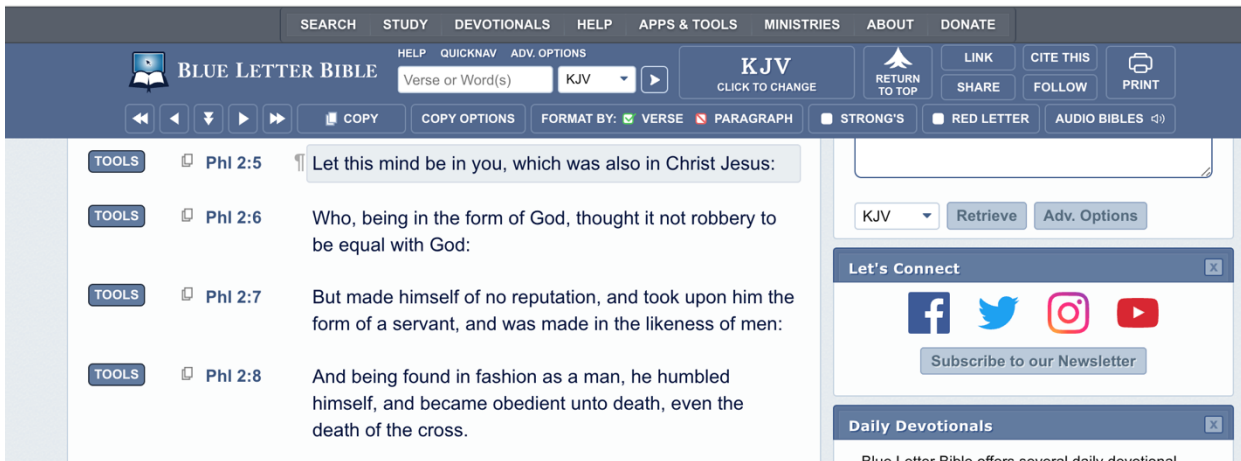 SEARCH STUDY DEVOTIONALS HELP APPS & TOOLS MINISTRIES ABOUT DONATE
BLUE LETTER BIBLE
HELP QUICKNAV ADV. OPTIONS
Verse or Word(s) KJV
KJV
CLICK TO CHANGE
RETURN
TO TOP
LINK CITE THIS
SHARE FOLLOW
PRINT
COPY COPY OPTIONS FORMAT BY: VERSE PARAGRAPH STRONG'S RED LETTER AUDIO BIBLES
TOOLS Phl 2:5 ¶ Let this mind be in you, which was also in Christ Jesus:
TOOLS Phl 2:6 Who, being in the form of God, thought it not robbery to
be equal with God:
TOOLS Phl 2:7 But made himself of no reputation, and took upon him the
form of a servant, and was made in the likeness of men:
TOOLS Phl 2:8 And being found in fashion as a man, he humbled
himself, and became obedient unto death, even the
death of the cross.
KJV Retrieve Adv. Options
Let's Connect x
Subscribe to our Newsletter
Daily Devotionals x
Blue Letter Bible offers several daily devotional